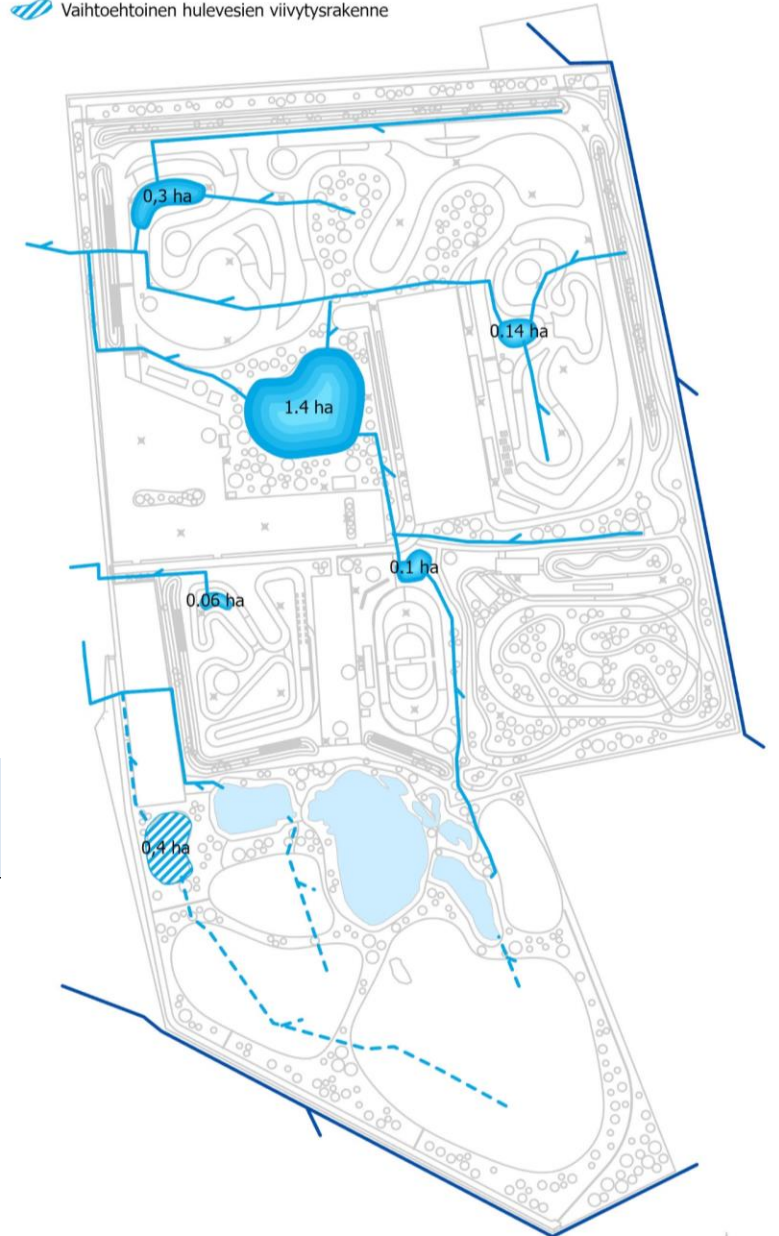 Vaihtoehtoinen hulevesien viivytysrakenne
0,3 ha
0.14 ha
1.4 ha
0.1 ha
0.06 ha
0,4 ha